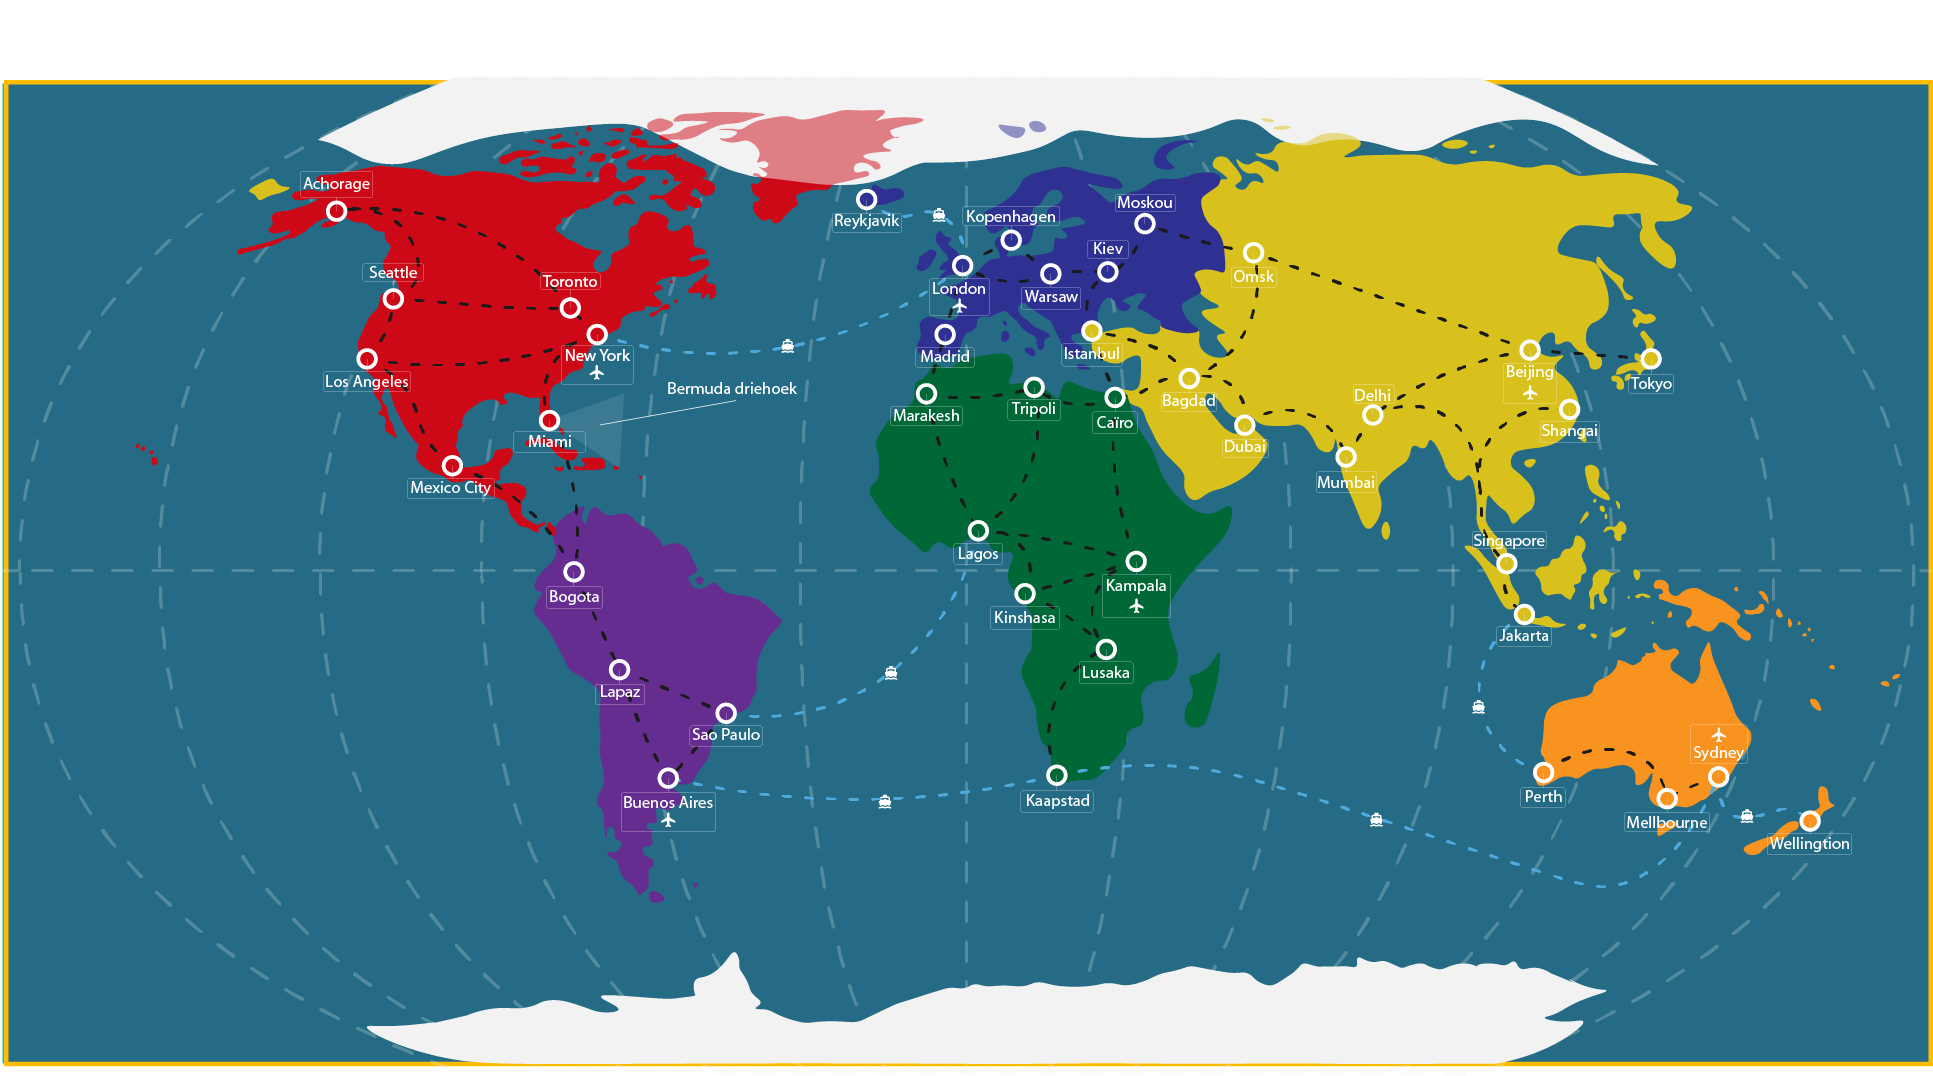 Achorage
Moskou
Kopenhagen
Reykjavik
Kiev
Seattle
Toronto
Omsk
London
Warsaw
New York
Istanbul
Madrid
Beijing
Los Angeles
Tokyo
Bermuda driehoek
Delhi
Bagdad
Tripoli
Marakesh
Caïro
Shangai
Miami
Dubai
Mumbai
Mexico City
Singapore
Lagos
Kampala
Bogota
Kinshasa
Jakarta
Lusaka
Lapaz
Sao Paulo
Sydney
Perth
Kaapstad
Buenos Aires
Mellbourne
Wellingtion